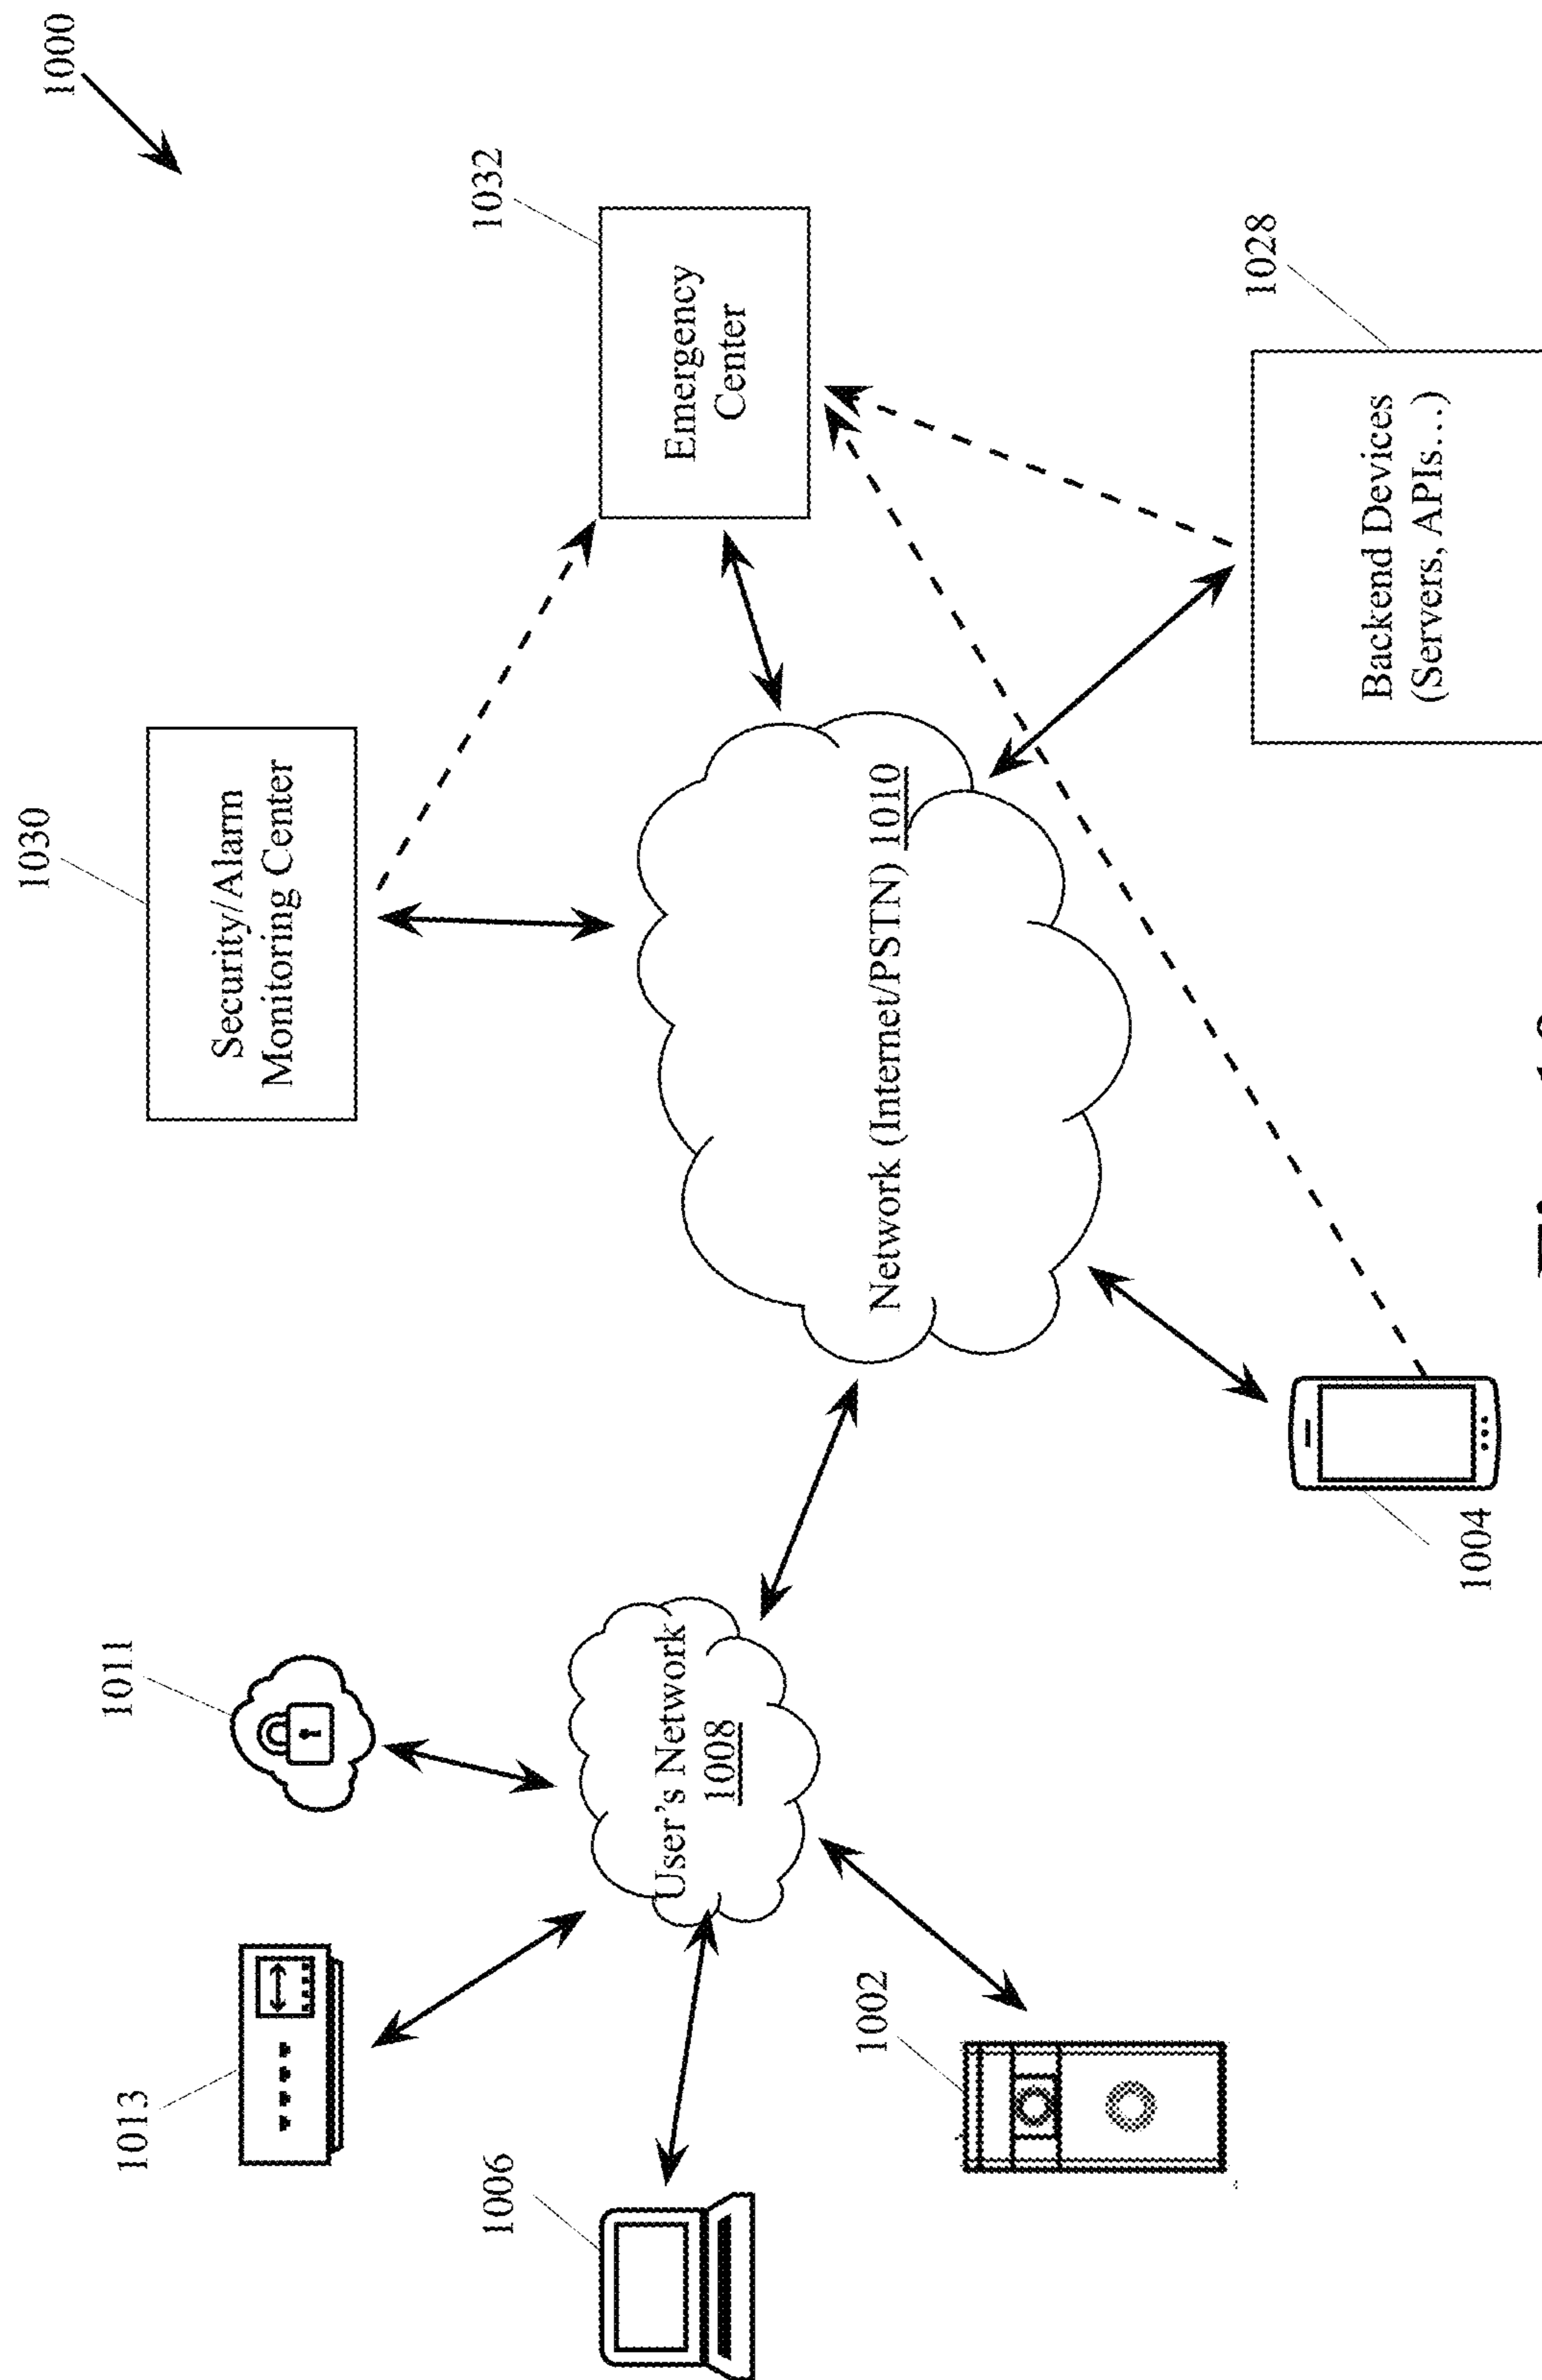 1000
1030
Security/Alarm
Monitoring Center
1032
Emergency
Center
1011
1013
User's Network
1008
Network (Internet/PSTN) 1010
1006
1002
1004
1028
Backend Devices
(Servers, APIs...)